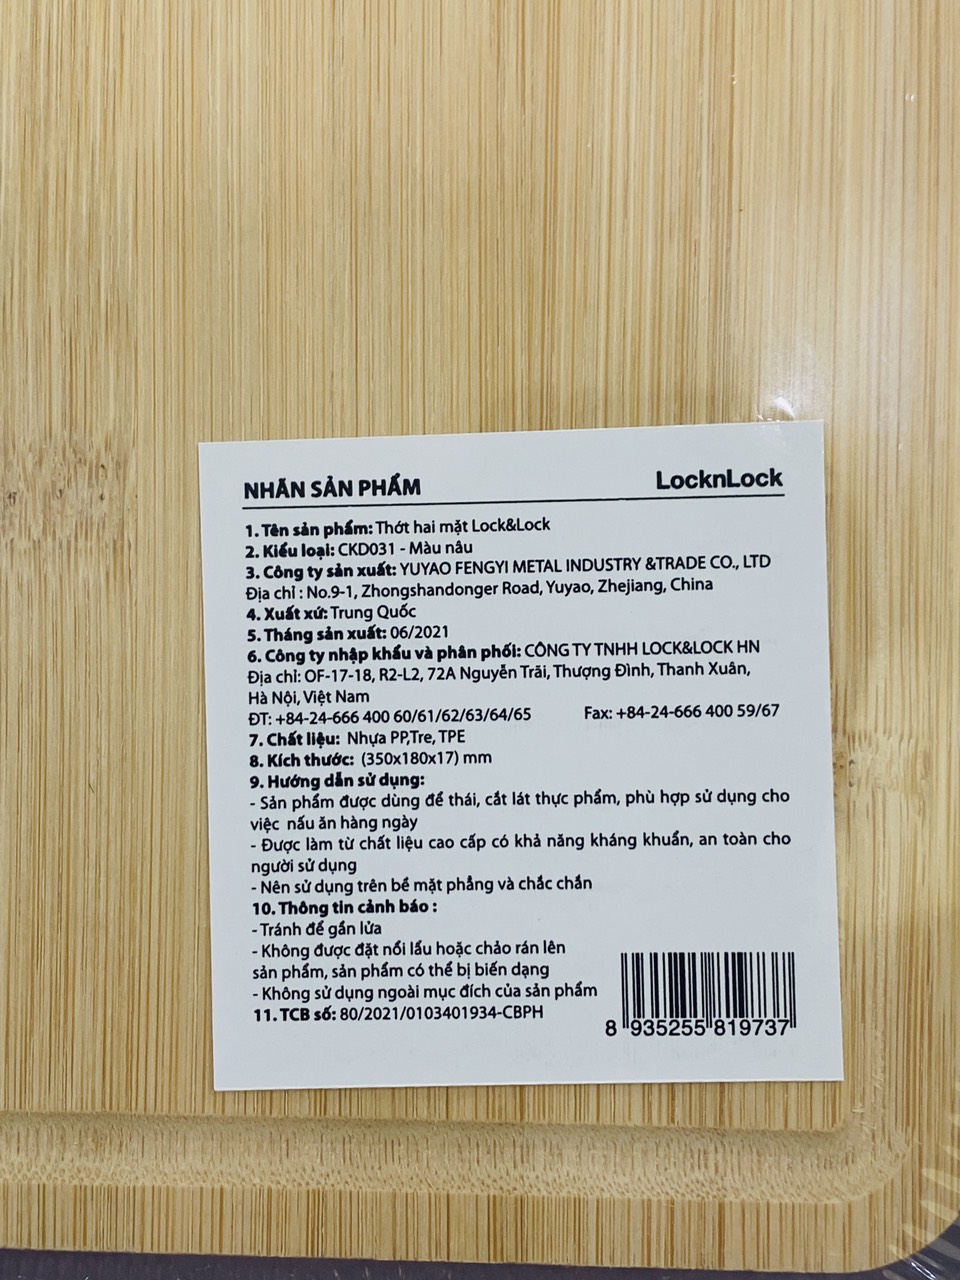 NHÃN SẢN PHẨM
LocknLock
1. Tên sản phẩm: Thớt hai mặt Lock&Lock
2. Kiểu loại: CKD031 - Màu nâu
3. Công ty sản xuất: YUYAO FENGYI METAL INDUSTRY &TRADE CO., LTD
Địa chỉ : No.9-1, Zhongshandonger Road, Yuyao, Zhejiang, China
4. Xuất xứ: Trung Quốc
5. Tháng sản xuất: 06/2021
6. Công ty nhập khẩu và phân phối: CÔNG TY TNHH LOCK&LOCK HN
Địa chỉ: OF-17-18, R2-L2, 72A Nguyễn Trãi, Thượng Đình, Thanh Xuân,
Hà Nội, Việt Nam
ĐT: +84-24-666 400 60/61/62/63/64/65 Fax: +84-24-666 400 59/67
7. Chất liệu: Nhựa PP,Tre, TPE
8. Kích thước: (350x180x17) mm
9. Hướng dẫn sử dụng:
- Sản phẩm được dùng để thái, cắt lát thực phẩm, phù hợp sử dụng cho
việc nấu ăn hàng ngày
- Được làm từ chất liệu cao cấp có khả năng kháng khuẩn, an toàn cho
người sử dụng
- Nên sử dụng trên bề mặt phẳng và chắc chắn
10. Thông tin cảnh báo :
- Tránh để gần lửa
- Không được đặt nồi lẩu hoặc chảo rán lên
sản phẩm, sản phẩm có thể bị biến dạng
- Không sử dụng ngoài mục đích của sản phẩm
11. TCB số: 80/2021/0103401934-CBPH
8 935255 819737